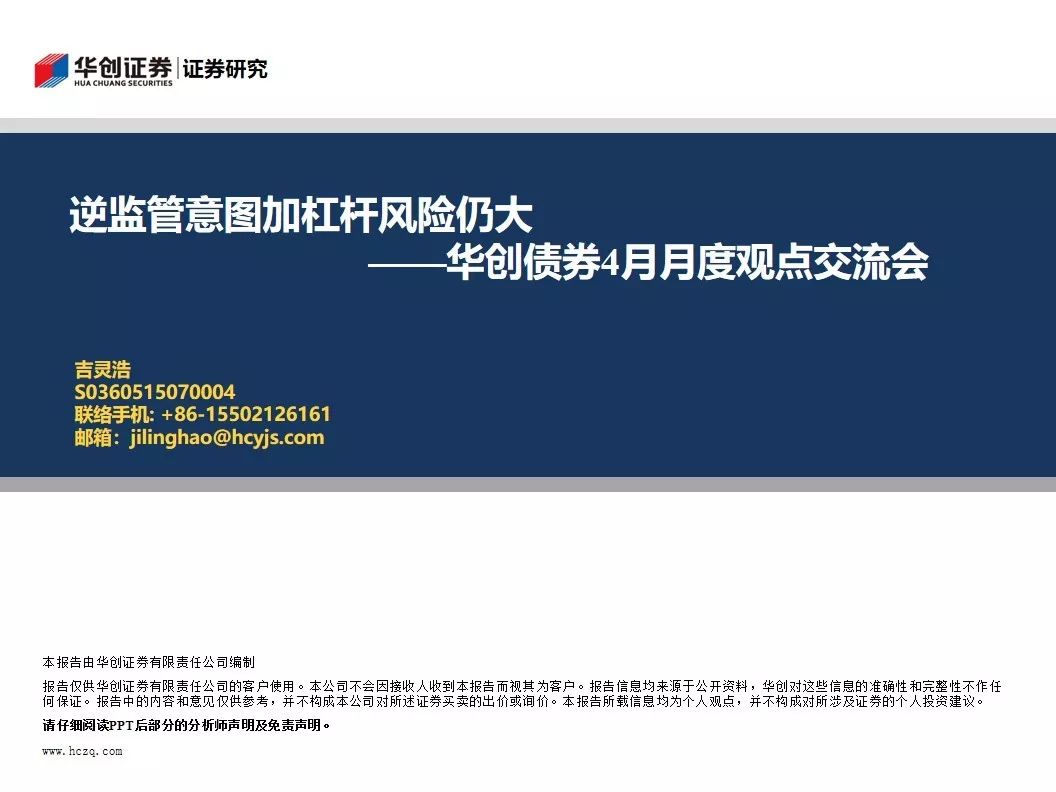 华创证券 证券研究
HUA CHUANG SECURITIES
逆监管意图加杠杆风险仍大
——华创债券4月月度观点交流会
吉灵浩
S0360515070004
联络手机: +86-15502126161
邮箱：jilinghao@hcyjs.com
本报告由华创证券有限责任公司编制
报告仅供华创证券有限责任公司的客户使用。本公司不会因接收人收到本报告而视其为客户。报告信息均来源于公开资料，华创对这些信息的准确性和完整性不作任
何保证。报告中的内容和意见仅供参考，并不构成本公司对所述证券买卖的出价或询价。本报告所载信息均为个人观点，并不构成对所涉及证券的个人投资建议。
请仔细阅读PPT后部分的分析师声明及免责声明。
www.hczq.com